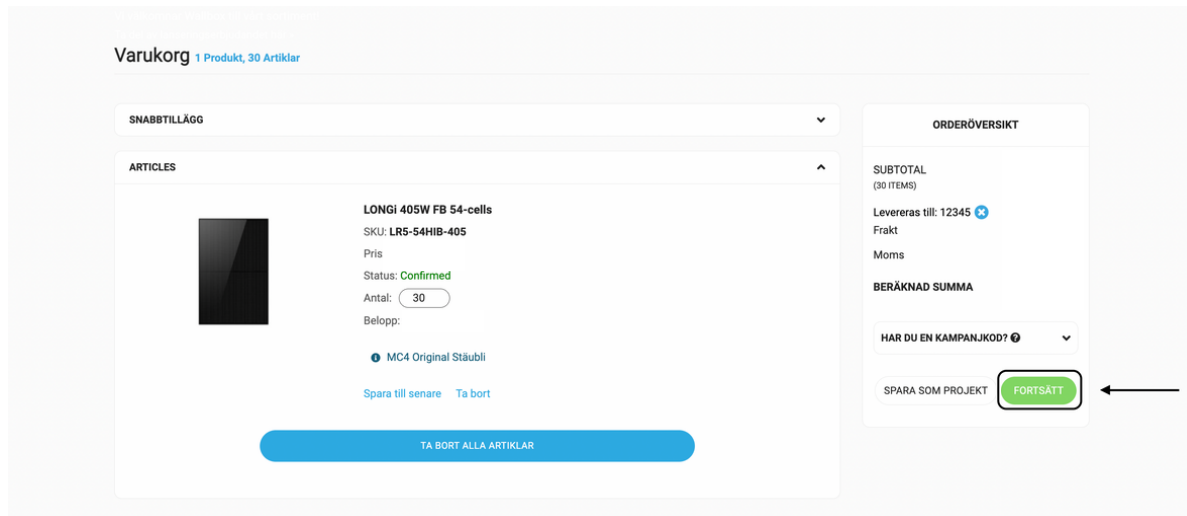 Varukorg 1 Produkt, 30 Artiklar
SNABBTILLÄGG
ARTICLES
LONGi 405W FB 54-cells
SKU: LR5-54HIB-405
Pris
Status: Confirmed
Antal: 30
Belopp:
MC4 Original Stäubli
Spara till senare Ta bort
TA BORT ALLA ARTIKLAR
ORDERÖVERSIKT
SUBTOTAL
(30 ITEMS)
Levereras till: 12345
Frakt
Moms
BERÄKNAD SUMMA
HAR DU EN KAMPANJKOD?
SPARA SOM PROJEKT FORTSÄTT